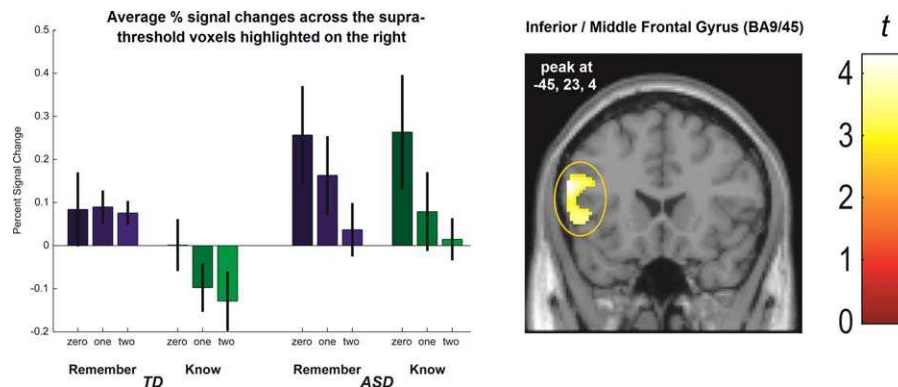 Average % signal changes across the supra-
threshold voxels highlighted on the right
Percent Signal Change
0.5
0.4
0.3
0.2
0.1
0
-0.1
-0.2
zero one two zero one two zero one two zero one two
Remember Know Remember Know
TD ASD
Inferior / Middle Frontal Gyrus (BA9/45)
peak at
-45, 23, 4
t
4
3
2
1
0